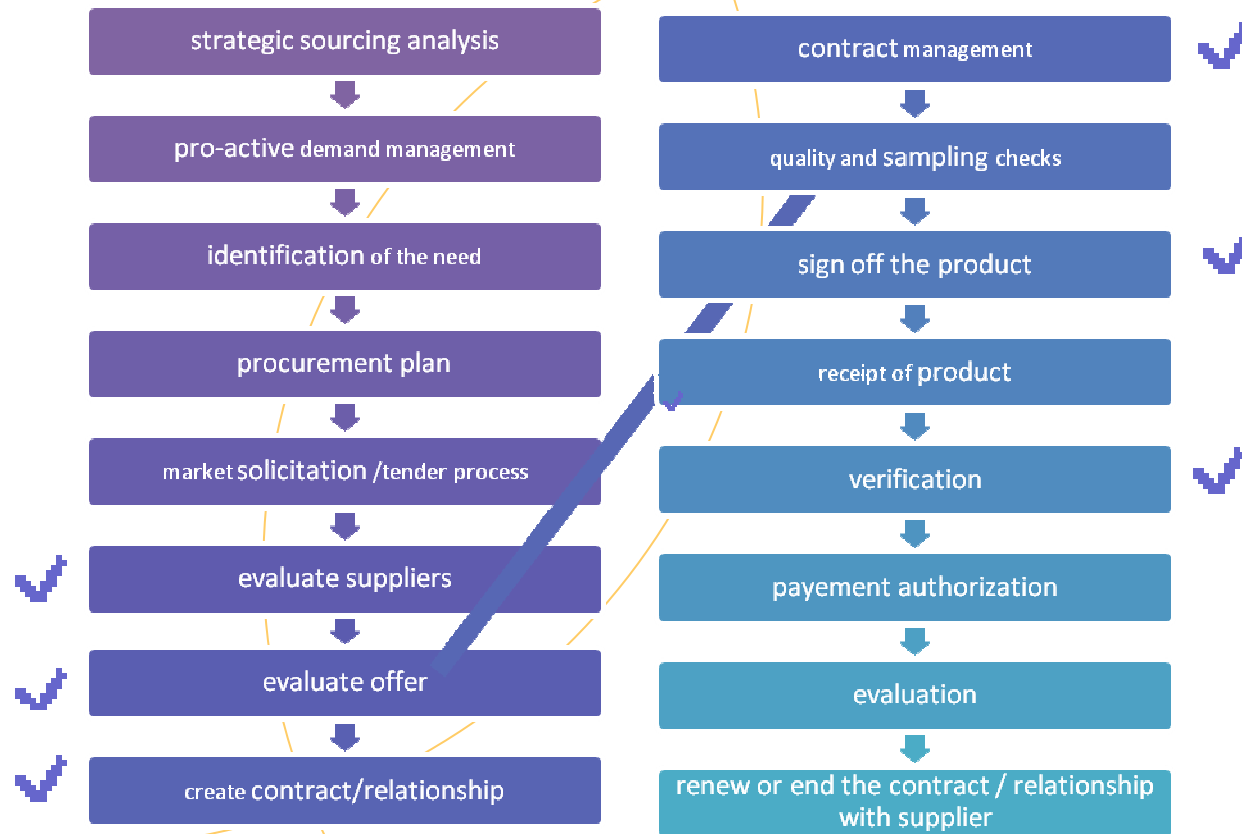 strategic sourcing analysis
pro-active demand management
identification of the need
procurement plan
market solicitation /tender process
evaluate suppliers
evaluate offer
create contract/relationship
contract management
quality and sampling checks
sign off the product
receipt of product
verification
payement authorization
evaluation
renew or end the contract / relationship
with supplier